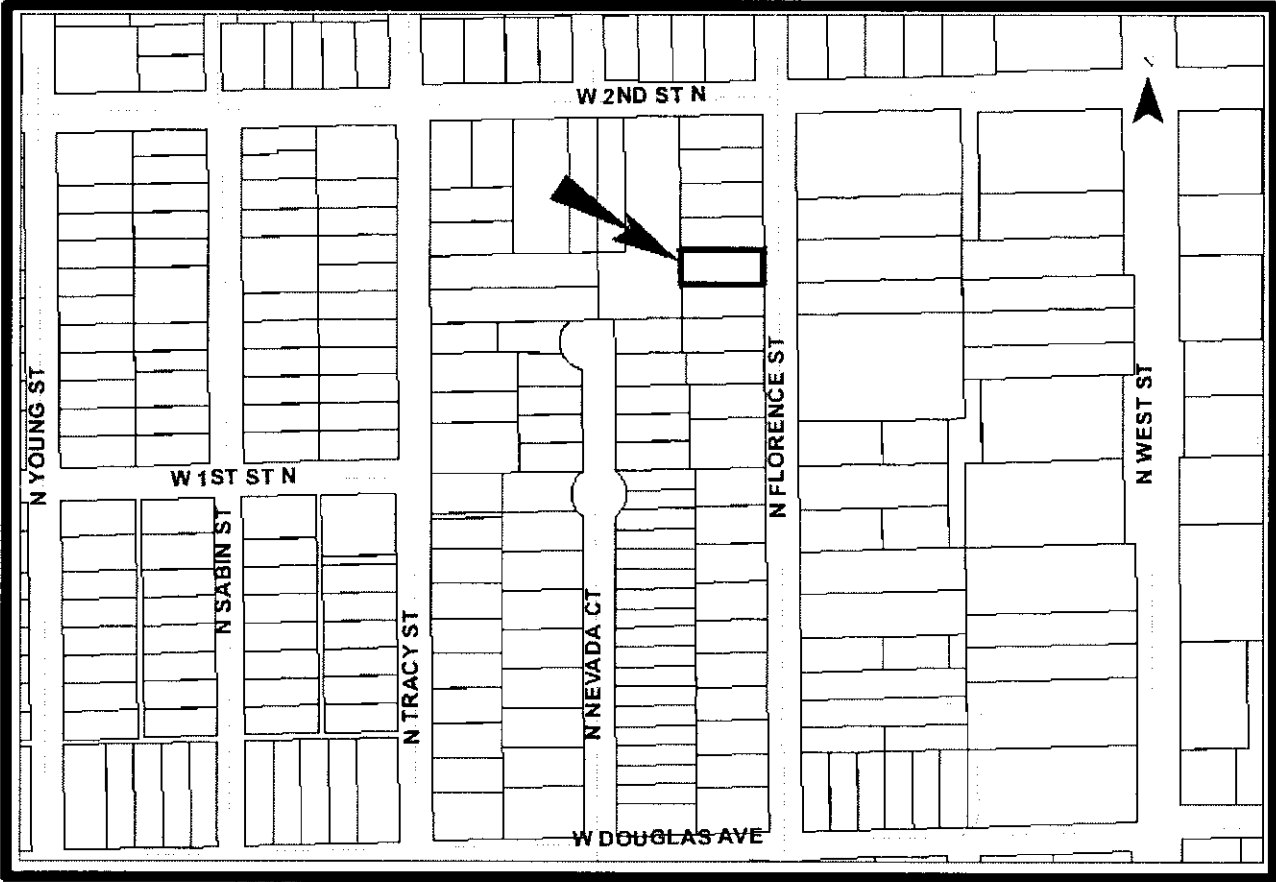 W 2ND ST N
N YOUNG ST
W 1ST ST N
N SABIN ST
N TRACY ST
N NEVADA CT
N FLORENCE ST
N WEST ST
W DOUGLAS AVE